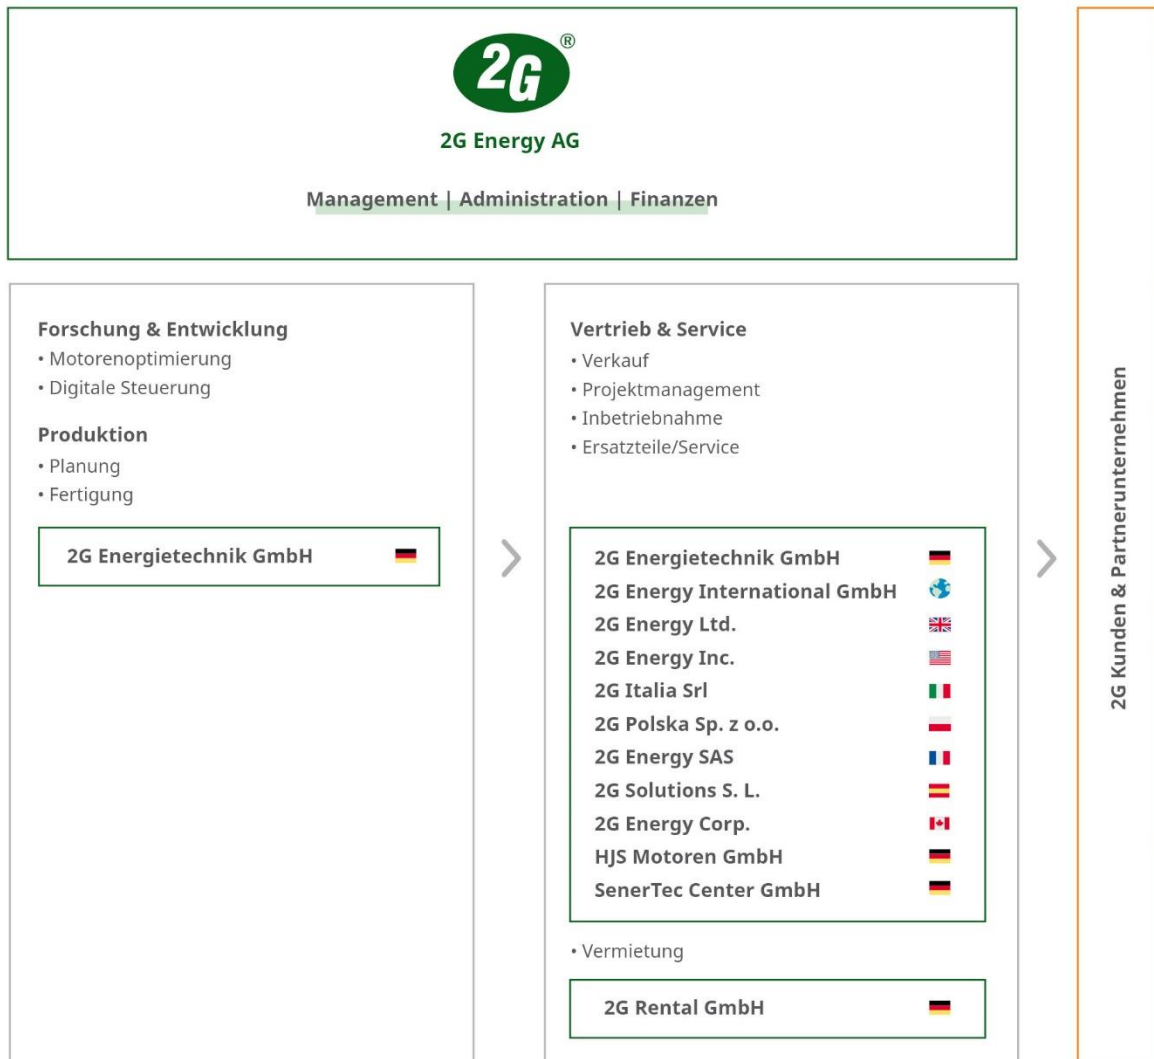 2G®
2G Energy AG
Management | Administration | Finanzen
Forschung & Entwicklung
• Motorenoptimierung
• Digitale Steuerung
Produktion
• Planung
• Fertigung
2G Energietechnik GmbH
Vertrieb & Service
• Verkauf
• Projektmanagement
• Inbetriebnahme
• Ersatzteile/Service
2G Energietechnik GmbH
2G Energy International GmbH
2G Energy Ltd.
2G Energy Inc.
2G Italia Srl
2G Polska Sp. z o.o.
2G Energy SAS
2G Solutions S. L.
2G Energy Corp.
HJS Motoren GmbH
SenerTec Center GmbH
• Vermietung
2G Rental GmbH
2G Kunden & Partnerunternehmen